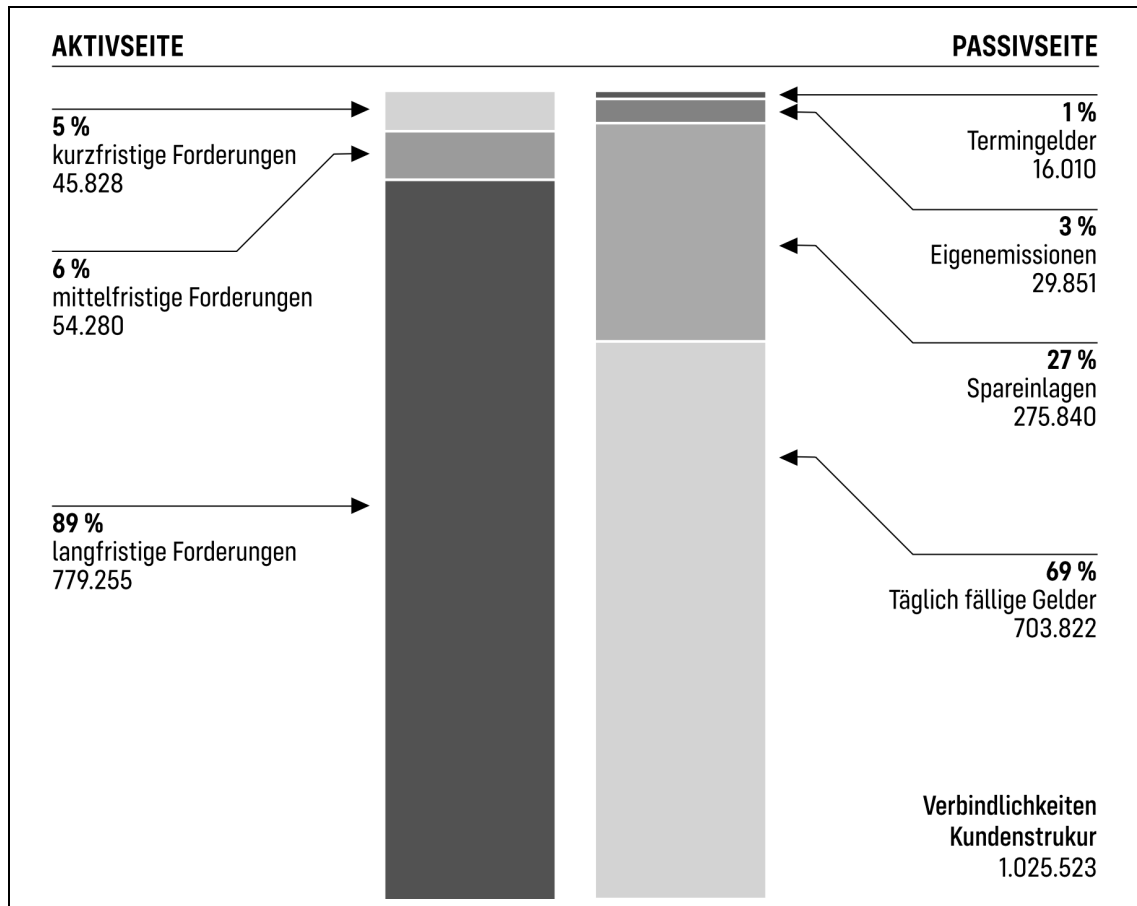 AKTIVSEITE
PASSIVSEITE
5 %
kurzfristige Forderungen
45.828
6 %
mittelfristige Forderungen
54.280
89 %
langfristige Forderungen
779.255
1 %
Termingelder
16.010
3 %
Eigenemissionen
29.851
27 %
Spareinlagen
275.840
69 %
Täglich fällige Gelder
703.822
Verbindlichkeiten
Kundenstrukur
1.025.523